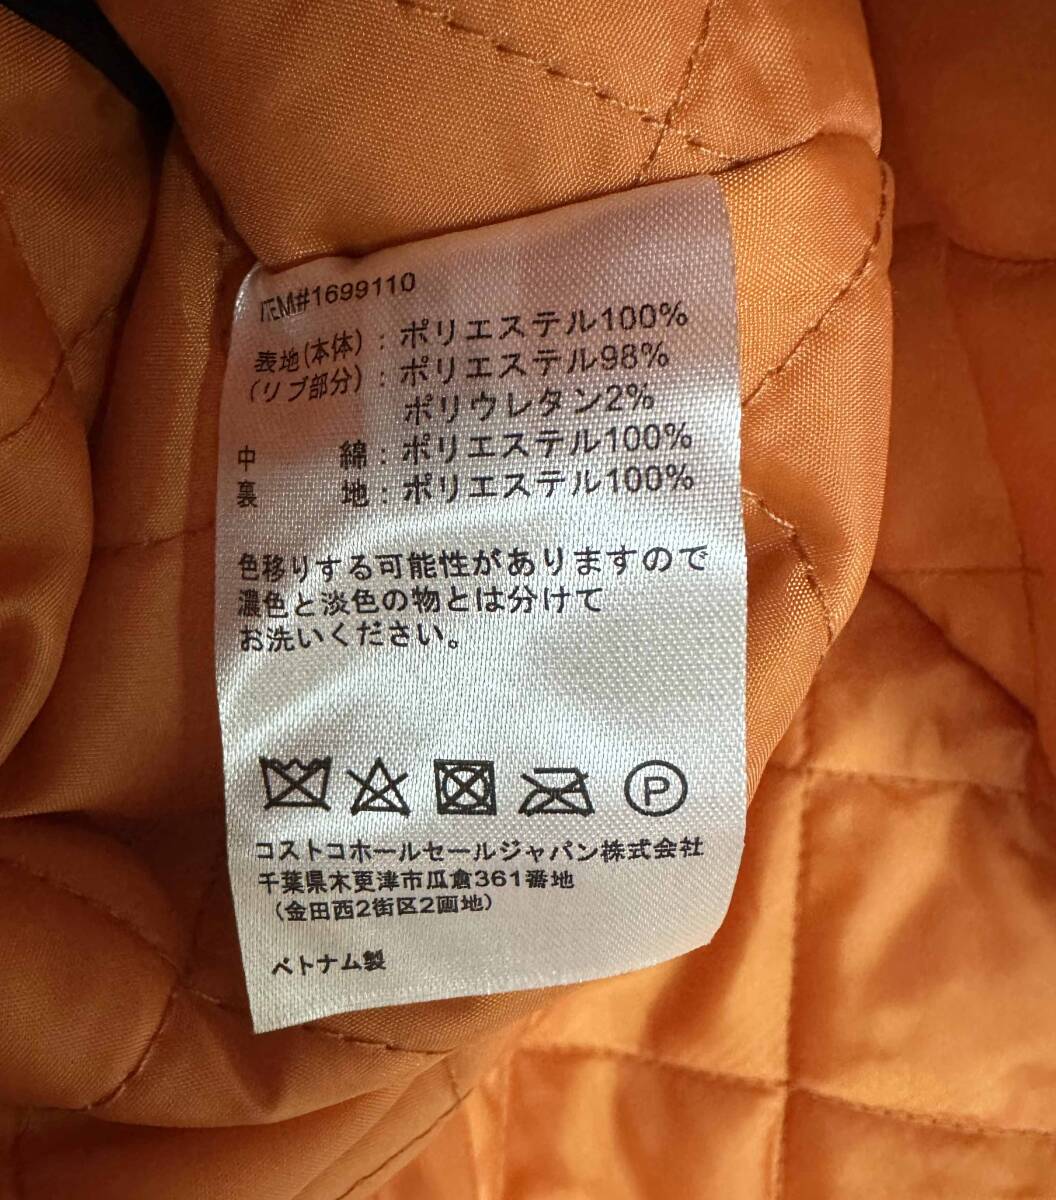 ITEM#1699110
表地(本体):ポリエステル100%
(リブ部分):ポリエステル98%
ポリウレタン2%
中 綿:ポリエステル100%
裏 地:ポリエステル100%
色移りする可能性がありますので
濃色と淡色の物とは分けて
お洗いください。
P
コストコホールセールジャパン株式会社
千葉県木更津市瓜倉361番地
(金田西2街区2画地)
ベトナム製